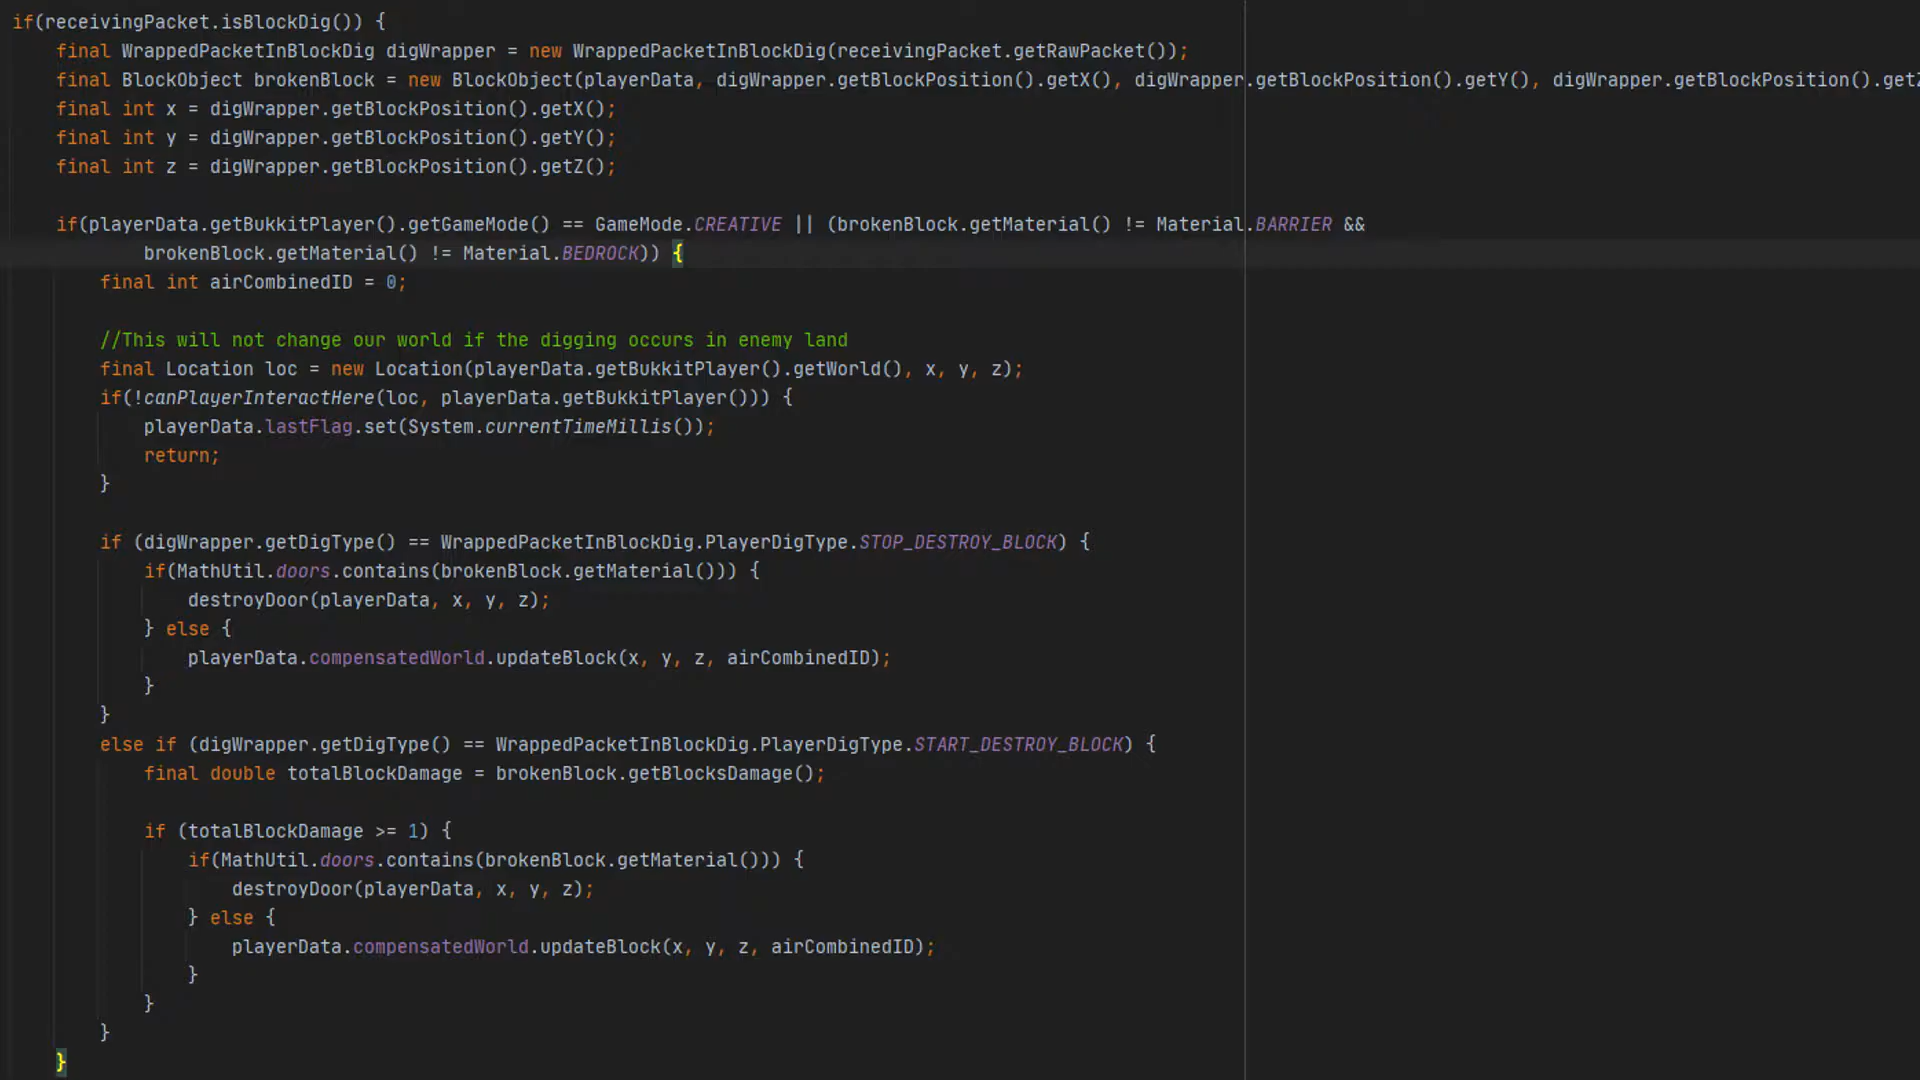 if(receivingPacket.isBlockDig()) {
final WrappedPacketInBlockDig digWrapper = new WrappedPacketInBlockDig(receivingPacket.getRawPacket());
final BlockObject brokenBlock = new BlockObject(playerData, digWrapper.getBlockPosition().getX(), digWrapper.getBlockPosition().getY(), digWrapper.getBlockPosition().getZ
final int x = digWrapper.getBlockPosition().getX();
final int y = digWrapper.getBlockPosition().getY();
final int z = digWrapper.getBlockPosition().getZ();
if(playerData.getBukkitPlayer().getGameMode() == GameMode.CREATIVE || (brokenBlock.getMaterial() != Material.BARRIER &&
brokenBlock.getMaterial() != Material.BEDROCK)) {
final int airCombinedID = 0;
//This will not change our world if the digging occurs in enemy land
final Location loc = new Location(playerData.getBukkitPlayer().getWorld(), x, y, z);
if(!canPlayerInteractHere(loc, playerData.getBukkitPlayer())) {
playerData.lastFlag.set(System.currentTimeMillis());
return;
}
if (digWrapper.getDigType() == WrappedPacketInBlockDig.PlayerDigType.STOP_DESTROY_BLOCK) {
if(MathUtil.doors.contains(brokenBlock.getMaterial())) {
destroyDoor(playerData, x, y, z);
} else {
playerData.compensatedWorld.updateBlock(x, y, z, airCombinedID);
}
}
else if (digWrapper.getDigType() == WrappedPacketInBlockDig.PlayerDigType.START_DESTROY_BLOCK) {
final double totalBlockDamage = brokenBlock.getBlocksDamage();
if (totalBlockDamage >= 1) {
if(MathUtil.doors.contains(brokenBlock.getMaterial())) {
destroyDoor(playerData, x, y, z);
} else {
playerData.compensatedWorld.updateBlock(x, y, z, airCombinedID);
}
}
}
}